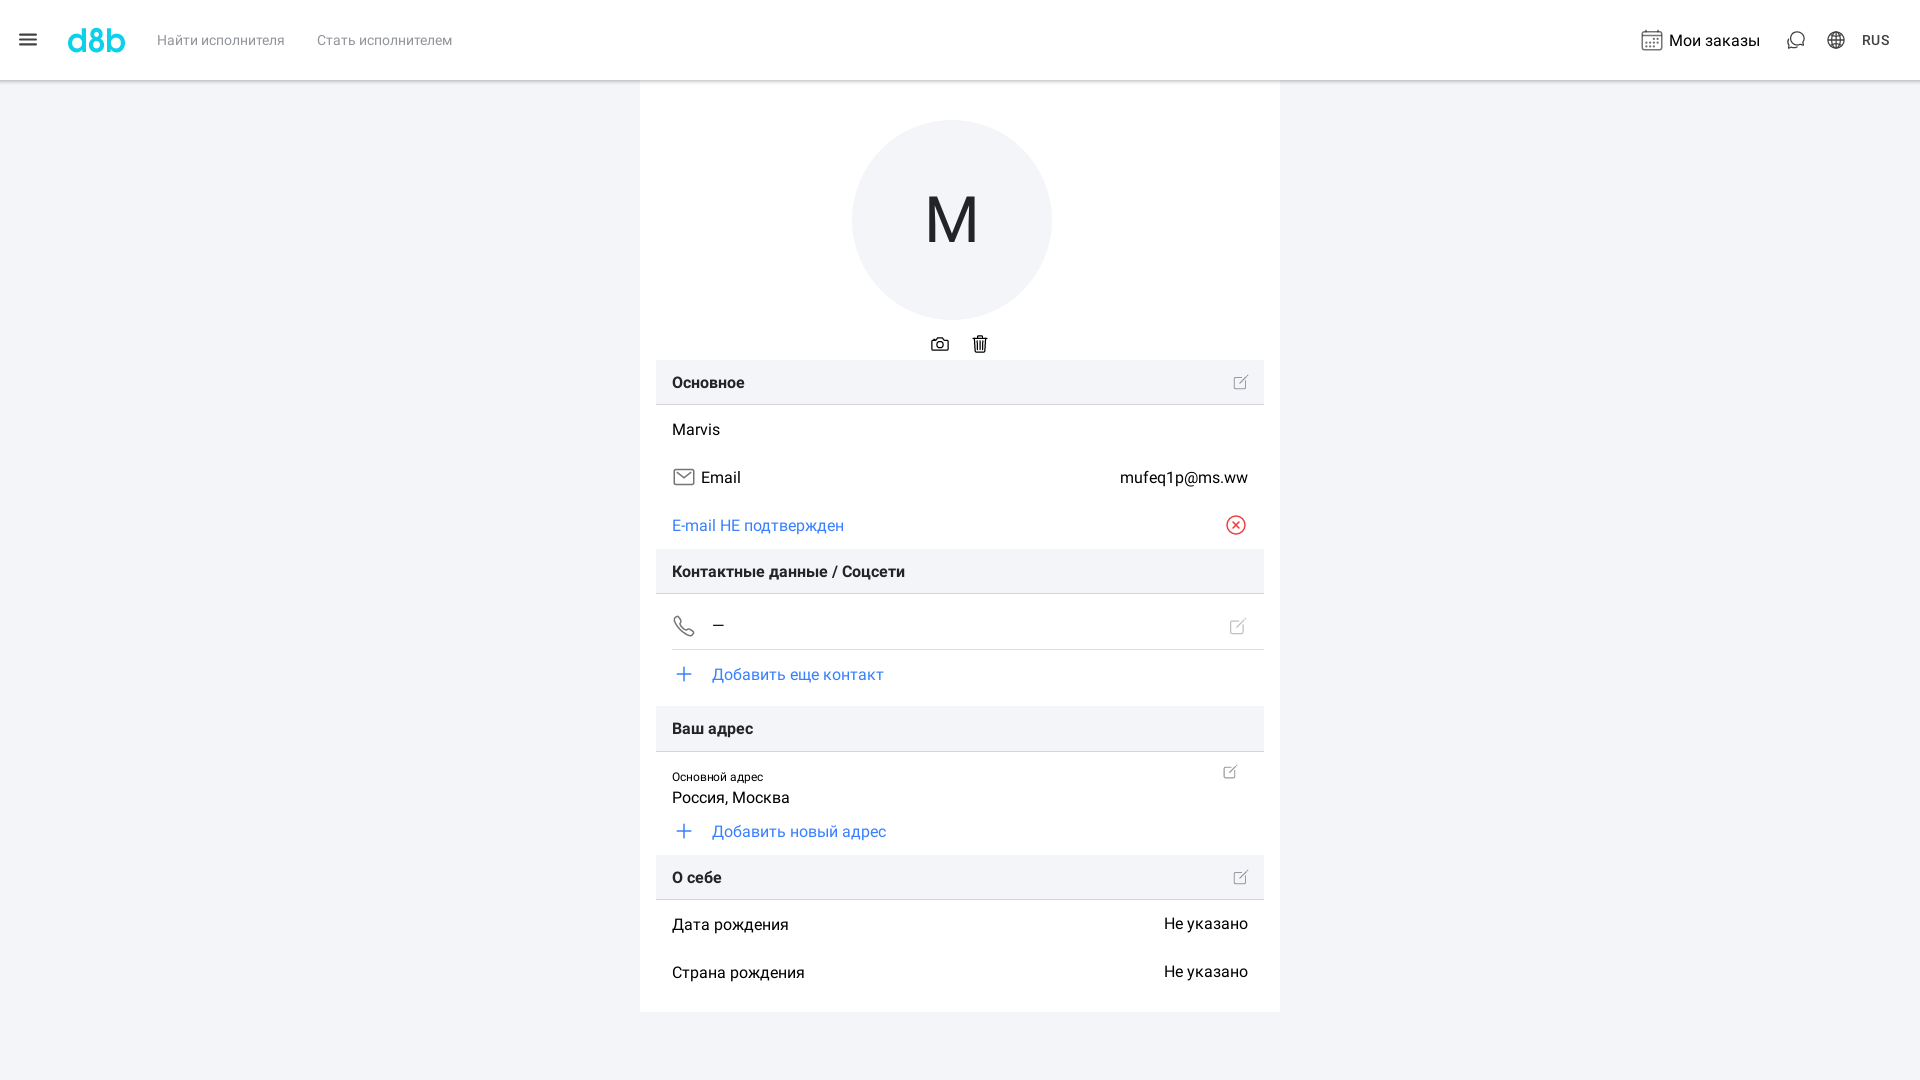 d8b
Найти исполнителя
Стать исполнителем
Мои заказы
RUS
M
Основное
Marvis
Email
mufeq1p@ms.ww
E-mail НЕ подтвержден
Контактные данные / Соцсети
—
Добавить еще контакт
Ваш адрес
Основной адрес
Россия, Москва
Добавить новый адрес
О себе
Дата рождения
Не указано
Страна рождения
Не указано